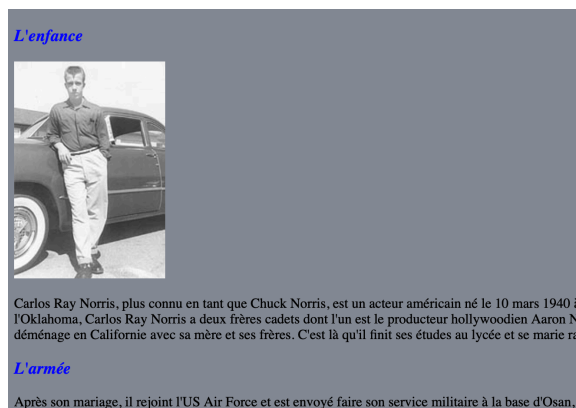 L'enfance
Carlos Ray Norris, plus connu en tant que Chuck Norris, est un acteur américain né le 10 mars 1940 à
l'Oklahoma, Carlos Ray Norris a deux frères cadets dont l'un est le producteur hollywoodien Aaron N
déménage en Californie avec sa mère et ses frères. C'est là qu'il finit ses études au lycée et se marie ra
L'armée
Après son mariage, il rejoint l'US Air Force et est envoyé faire son service militaire à la base d'Osan,